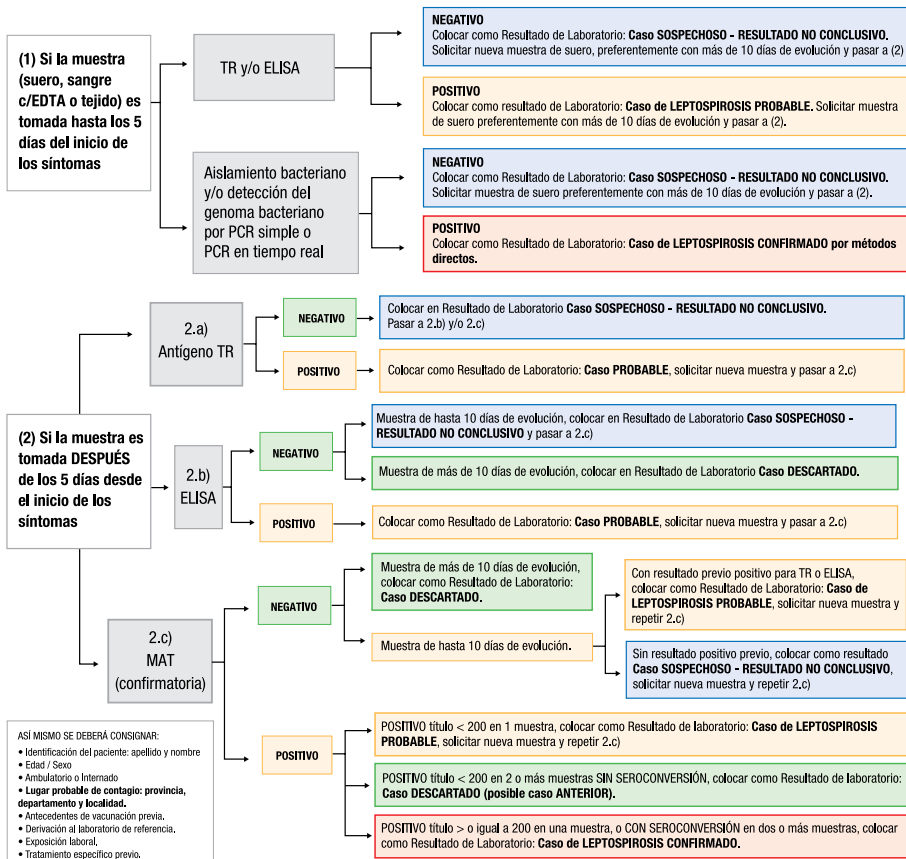 (1) Si la muestra
(suero, sangre
c/EDTA o tejido) es
tomada hasta los 5
días del inicio de
los síntomas
TR y/o ELISA
NEGATIVO
Colocar como Resultado de Laboratorio: Caso SOSPECHOSO - RESULTADO NO CONCLUSIVO.
Solicitar nueva muestra de suero, preferentemente con más de 10 días de evolución y pasar a (2)
POSITIVO
Colocar como resultado de Laboratorio: Caso de LEPTOSPIROSIS PROBABLE. Solicitar muestra
de suero preferentemente con más de 10 días de evolución y pasar a (2).
Aislamiento bacteriano
y/o detección del
genoma bacteriano
por PCR simple o
PCR en tiempo real
NEGATIVO
Colocar como Resultado de Laboratorio: Caso SOSPECHOSO - RESULTADO NO CONCLUSIVO.
Solicitar muestra de suero preferentemente con más de 10 días de evolución y pasar a (2).
POSITIVO
Colocar como Resultado de Laboratorio: Caso de LEPTOSPIROSIS CONFIRMADO por métodos
directos.
(2) Si la muestra es
tomada DESPUÉS
de los 5 días desde
el inicio de los
síntomas
2.a)
Antígeno TR
NEGATIVO
Colocar en Resultado de Laboratorio Caso SOSPECHOSO - RESULTADO NO CONCLUSIVO.
Pasar a 2.b) y/o 2.c)
POSITIVO
Colocar como Resultado de Laboratorio: Caso PROBABLE, solicitar nueva muestra y pasar a 2.c)
2.b)
ELISA
NEGATIVO
Muestra de hasta 10 días de evolución, colocar en Resultado de Laboratorio Caso SOSPECHOSO -
RESULTADO NO CONCLUSIVO y pasar a 2.c)
Muestra de más de 10 días de evolución, colocar en Resultado de Laboratorio Caso DESCARTADO.
POSITIVO
Colocar como Resultado de Laboratorio: Caso PROBABLE, solicitar nueva muestra y pasar a 2.c)
2.c)
MAT
(confirmatoria)
NEGATIVO
Muestra de más de 10 días de evolución,
colocar como Resultado de Laboratorio:
Caso DESCARTADO.
Muestra de hasta 10 días de evolución.
Con resultado previo positivo para TR o ELISA,
colocar como Resultado de Laboratorio: Caso de
LEPTOSPIROSIS PROBABLE, solicitar nueva muestra y
repetir 2.c)
Sin resultado positivo previo, colocar como resultado
Caso SOSPECHOSO - RESULTADO NO CONCLUSIVO,
solicitar nueva muestra y repetir 2.c)
POSITIVO
POSITIVO título < 200 en 1 muestra, colocar como Resultado de laboratorio: Caso de LEPTOSPIROSIS
PROBABLE, solicitar nueva muestra y repetir 2.c)
POSITIVO título < 200 en 2 o más muestras SIN SEROCONVERSIÓN, colocar como Resultado de laboratorio:
Caso DESCARTADO (posible caso ANTERIOR).
POSITIVO título > o igual a 200 en una muestra, o CON SEROCONVERSIÓN en dos o más muestras, colocar
como Resultado de Laboratorio: Caso de LEPTOSPIROSIS CONFIRMADO.
ASÍ MISMO SE DEBERÁ CONSIGNAR:
• Identificación del paciente: apellido y nombre
• Edad / Sexo
• Ambulatorio o Internado
• Lugar probable de contagio: provincia,
departamento y localidad.
• Antecedentes de vacunación previa.
• Derivación al laboratorio de referencia.
• Exposición laboral.
• Tratamiento específico previo.